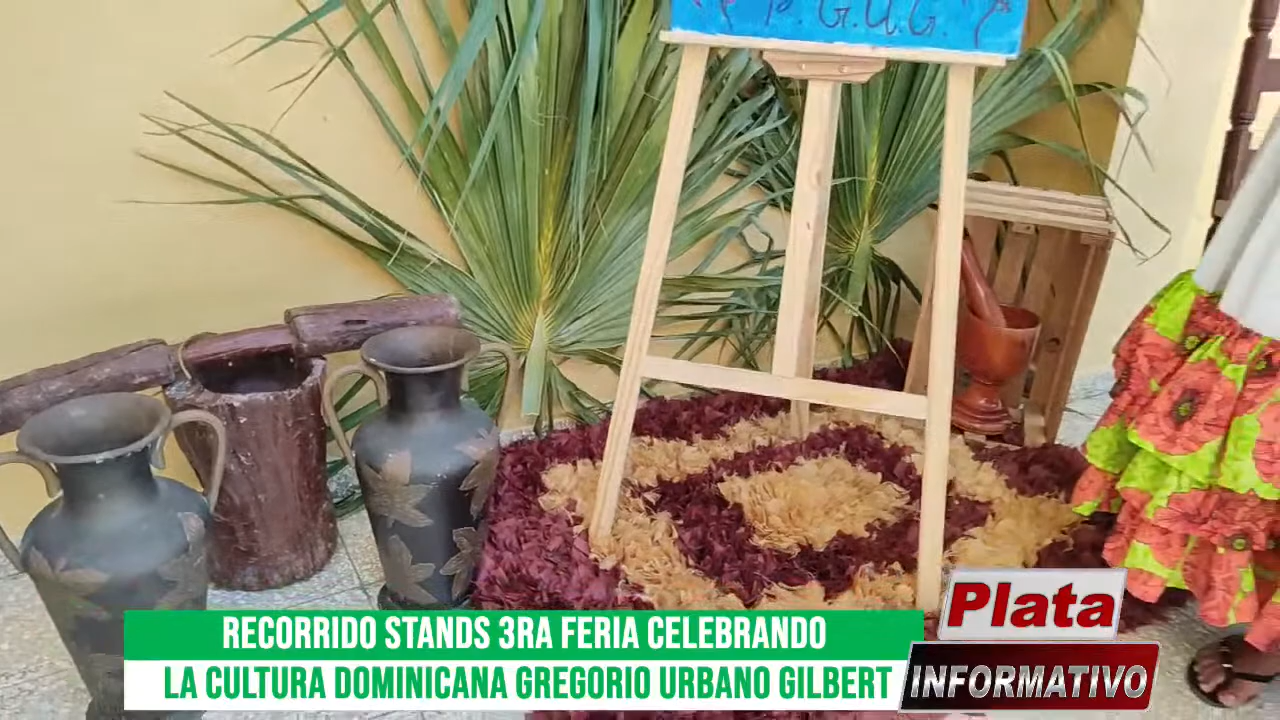 P.G.U.G.
RECORRIDO STANDS 3RA FERIA CELEBRANDO
LA CULTURA DOMINICANA GREGORIO URBANO GILBERT
Plata
INFORMATIVO